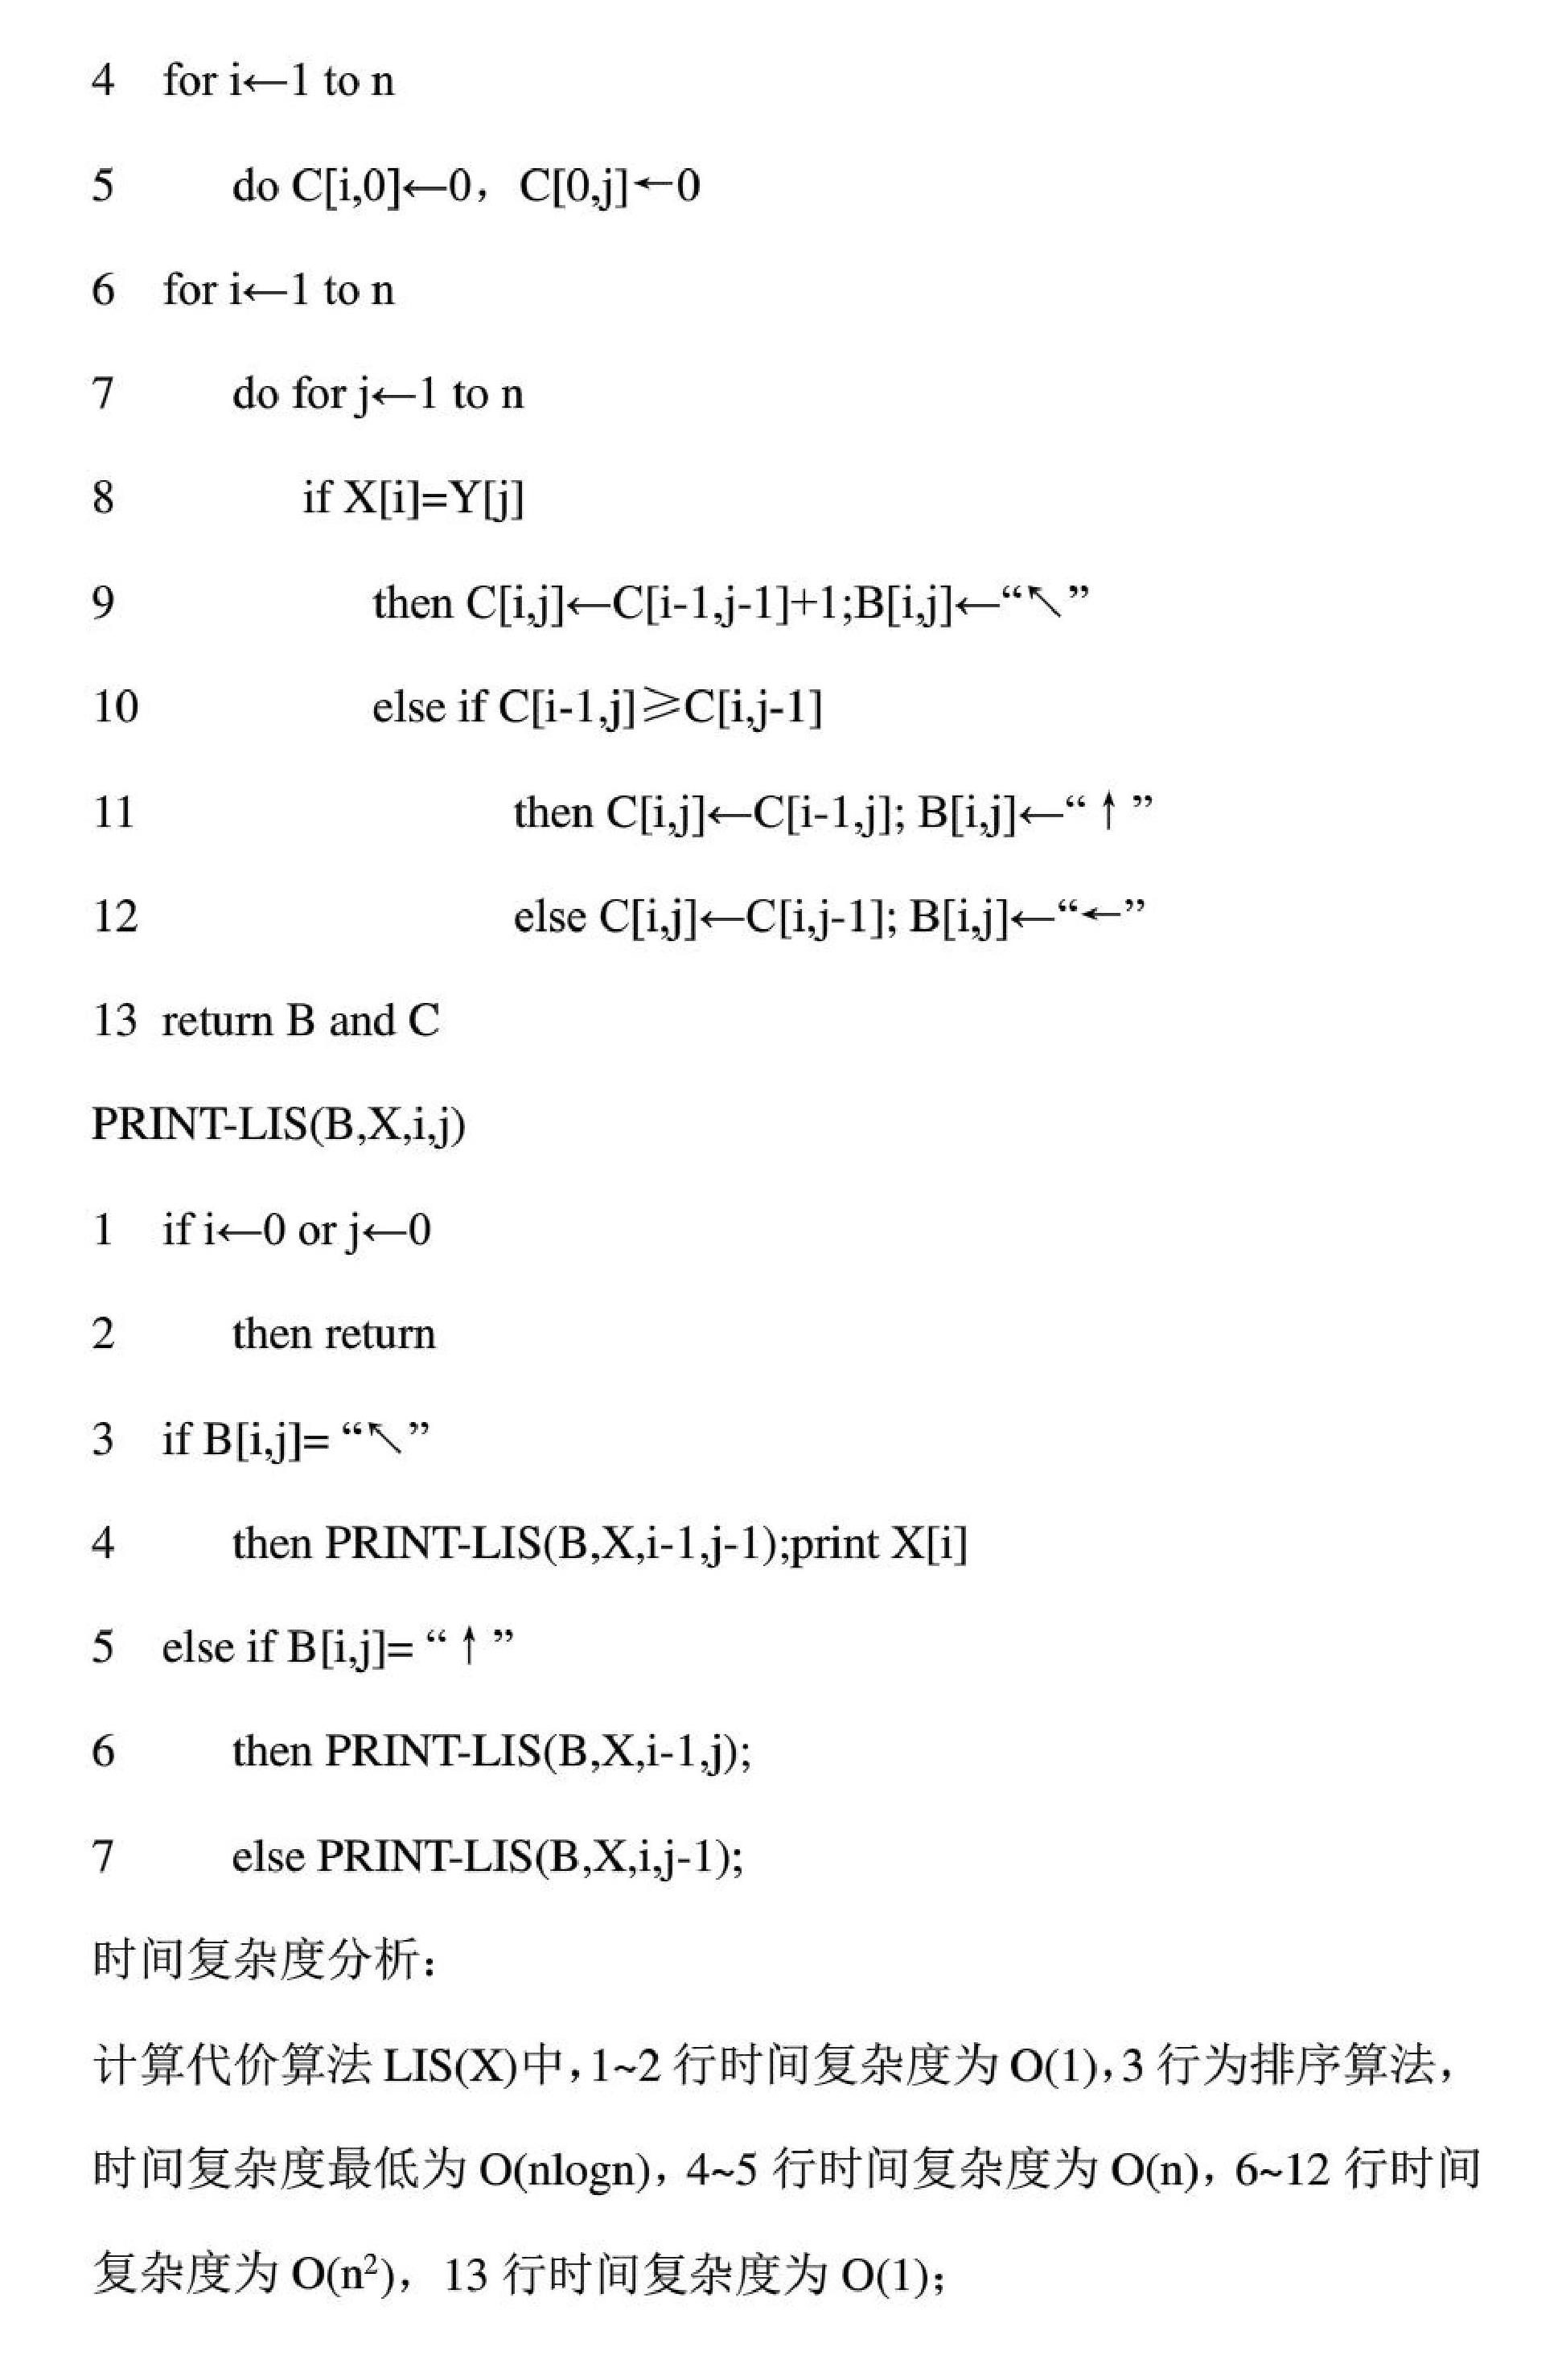 4 for i←1 to n
5 do C[i,0]←0，C[0,j]←0
6 for i←1 to n
7 do for j←1 to n
8 if X[i]=Y[j]
9 then C[i,j]←C[i-1,j-1]+1;B[i,j]←“↖”
10 else if C[i-1,j]≥C[i,j-1]
11 then C[i,j]←C[i-1,j]; B[i,j]←“↑”
12 else C[i,j]←C[i,j-1]; B[i,j]←“←”
13 return B and C
PRINT-LIS(B,X,i,j)
1 if i←0 or j←0
2 then return
3 if B[i,j]= “↖”
4 then PRINT-LIS(B,X,i-1,j-1);print X[i]
5 else if B[i,j]= “↑”
6 then PRINT-LIS(B,X,i-1,j);
7 else PRINT-LIS(B,X,i,j-1);
时间复杂度分析：
计算代价算法 LIS(X)中，1~2 行时间复杂度为 O(1)，3 行为排序算法，
时间复杂度最低为 O(nlogn)，4~5 行时间复杂度为 O(n)，6~12 行时间
复杂度为 O(n²)，13 行时间复杂度为 O(1)；